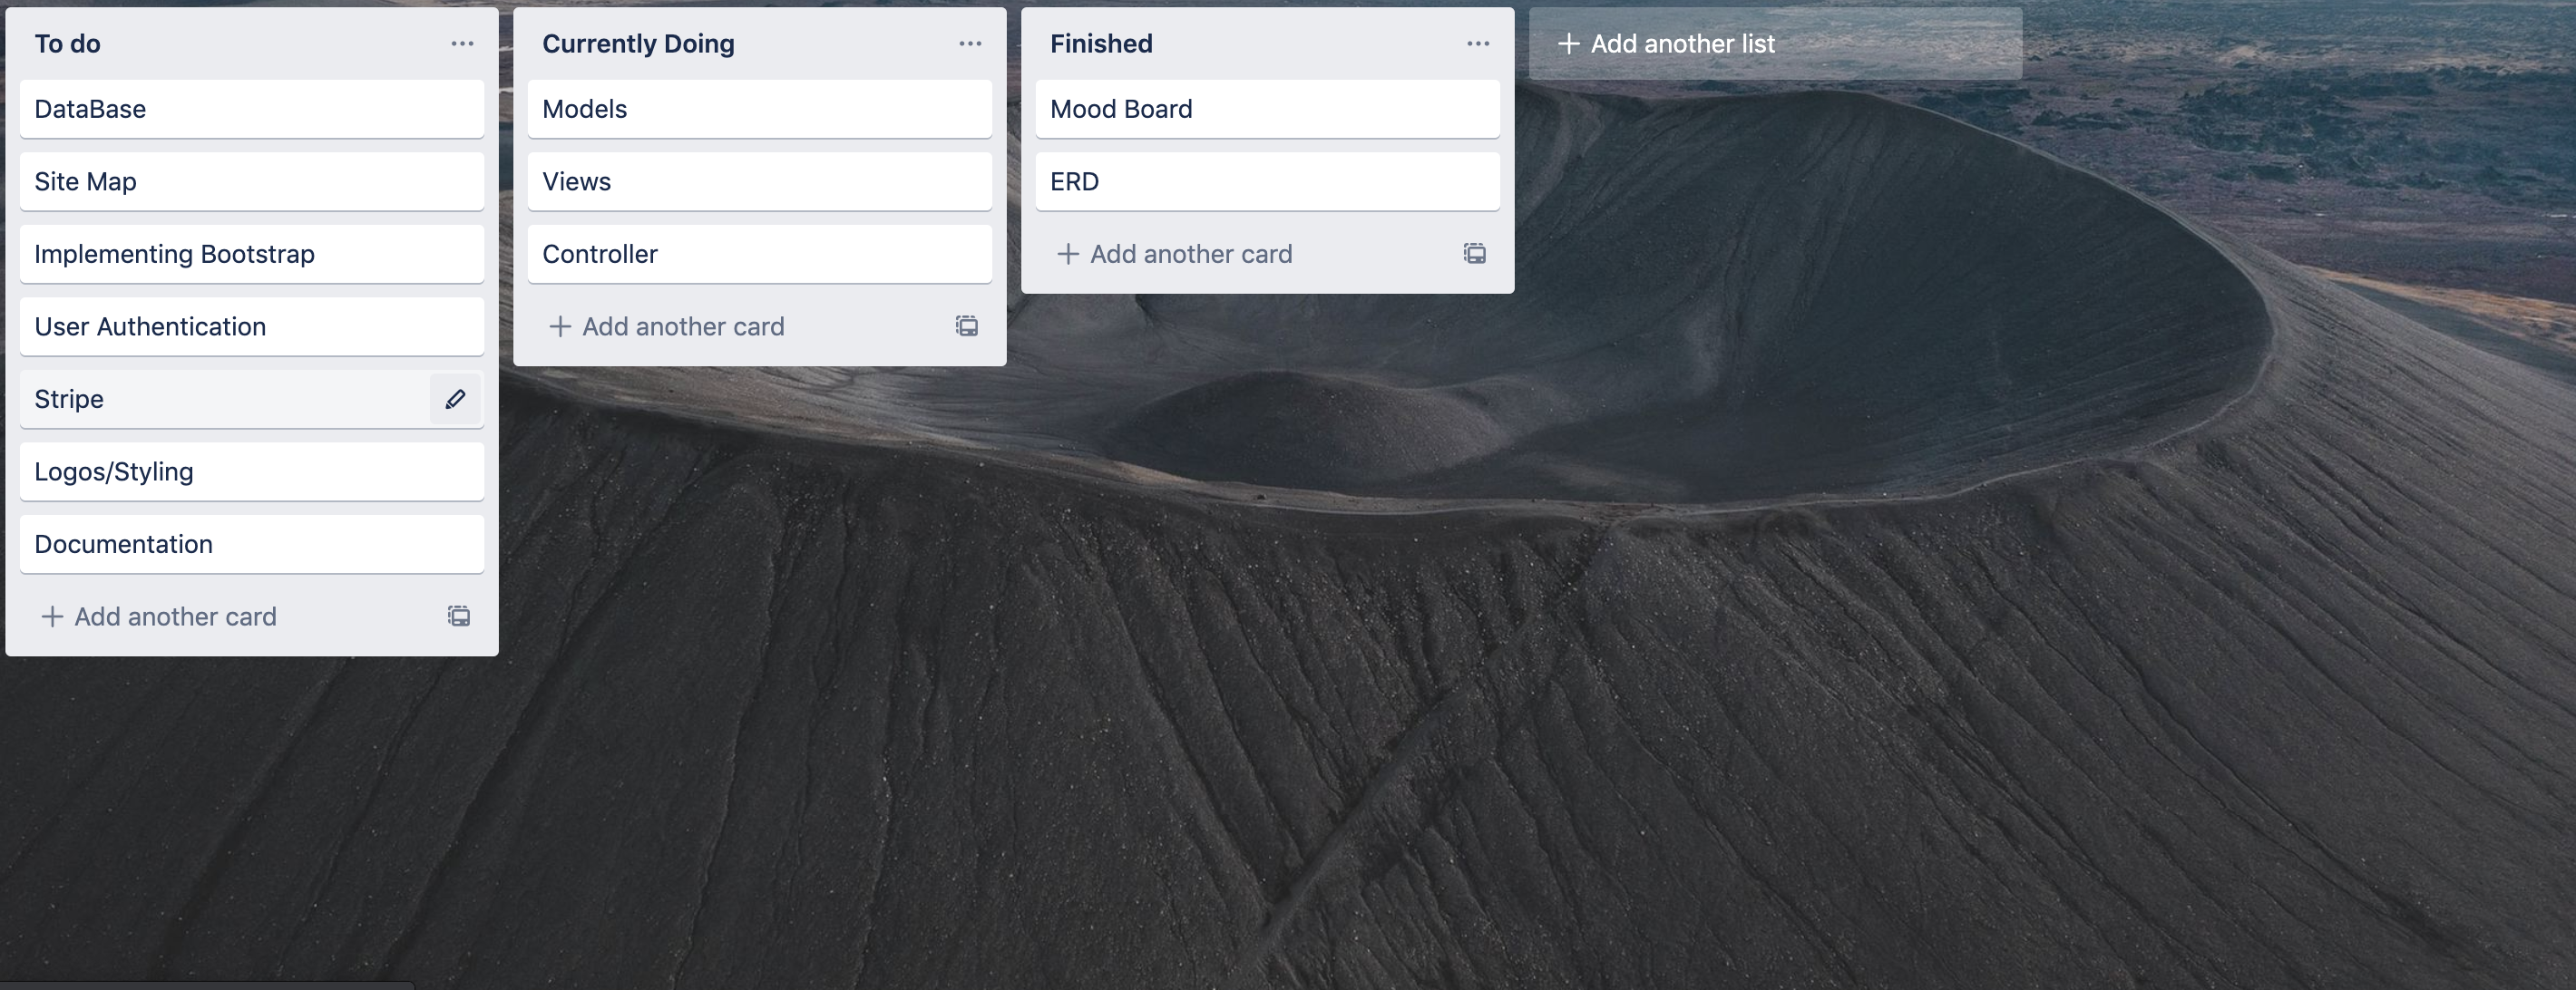 To do
DataBase
Site Map
Implementing Bootstrap
User Authentication
Stripe
Logos/Styling
Documentation
+ Add another card
Currently Doing
Models
Views
Controller
+ Add another card
Finished
Mood Board
ERD
+ Add another card
+ Add another list